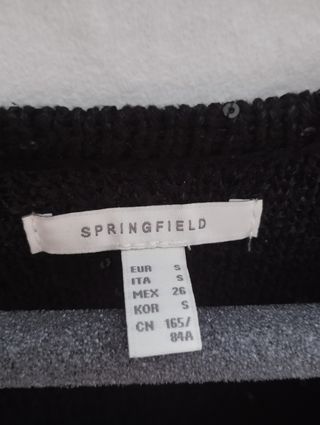 SPRINGFIELD
EUR S
ITA S
MEX 26
KOR S
CN 165/
84A